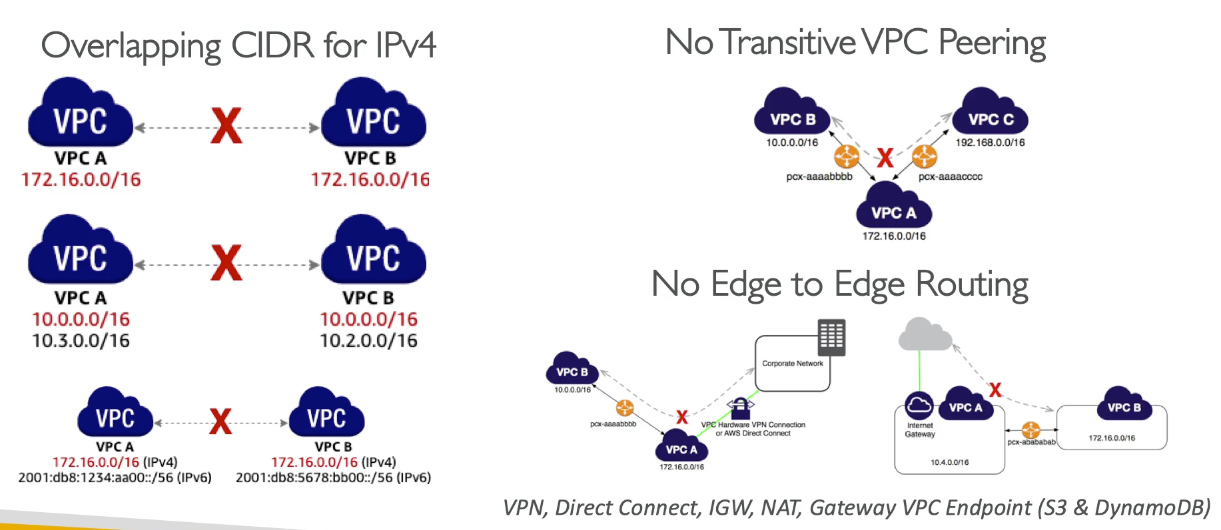 Overlapping CIDR for IPv4
VPC
X
VPC
VPC A
VPC B
172.16.0.0/16
172.16.0.0/16
VPC
X
VPC
VPC A
VPC B
10.0.0.0/16
10.0.0.0/16
10.3.0.0/16
10.2.0.0/16
VPC
X
VPC
VPC A
VPC B
172.16.0.0/16 (IPv4)
172.16.0.0/16 (IPv4)
2001:db8:1234:aa00::/56 (IPv6)
2001:db8:5678:bb00::/56 (IPv6)
No Transitive VPC Peering
VPC B
VPC C
10.0.0.0/16
192.168.0.0/16
X
pcx-aaaabbbb
pcx-aaaacccc
VPC A
172.16.0.0/16
No Edge to Edge Routing
Corporate Network
VPC B
10.0.0.0/16
X
pcx-aaaabbbb
VPC Hardware VPN Connection
or AWS Direct Connect
VPC A
172.16.0.0/16
X
VPC A
VPC B
Internet
Gateway
172.16.0.0/16
pcx-abababab
10.4.0.0/16
VPN, Direct Connect, IGW, NAT, Gateway VPC Endpoint (S3 & DynamoDB)